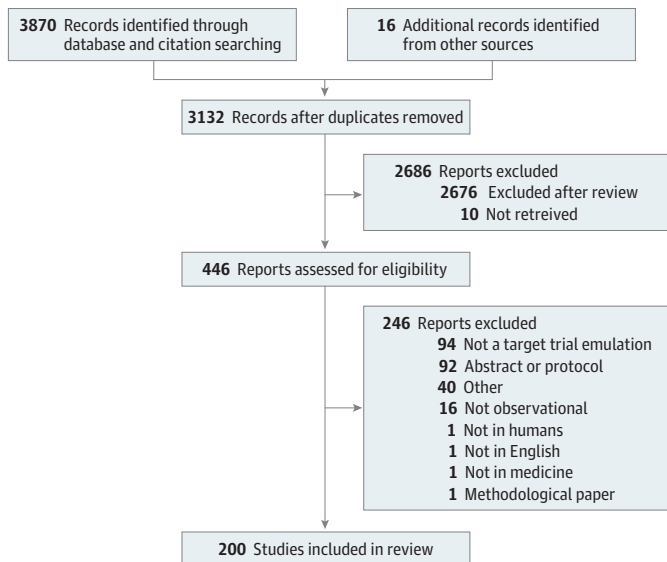 3870 Records identified through
database and citation searching
16 Additional records identified
from other sources
3132 Records after duplicates removed
2686 Reports excluded
2676 Excluded after review
10 Not retreived
446 Reports assessed for eligibility
246 Reports excluded
94 Not a target trial emulation
92 Abstract or protocol
40 Other
16 Not observational
1 Not in humans
1 Not in English
1 Not in medicine
1 Methodological paper
200 Studies included in review